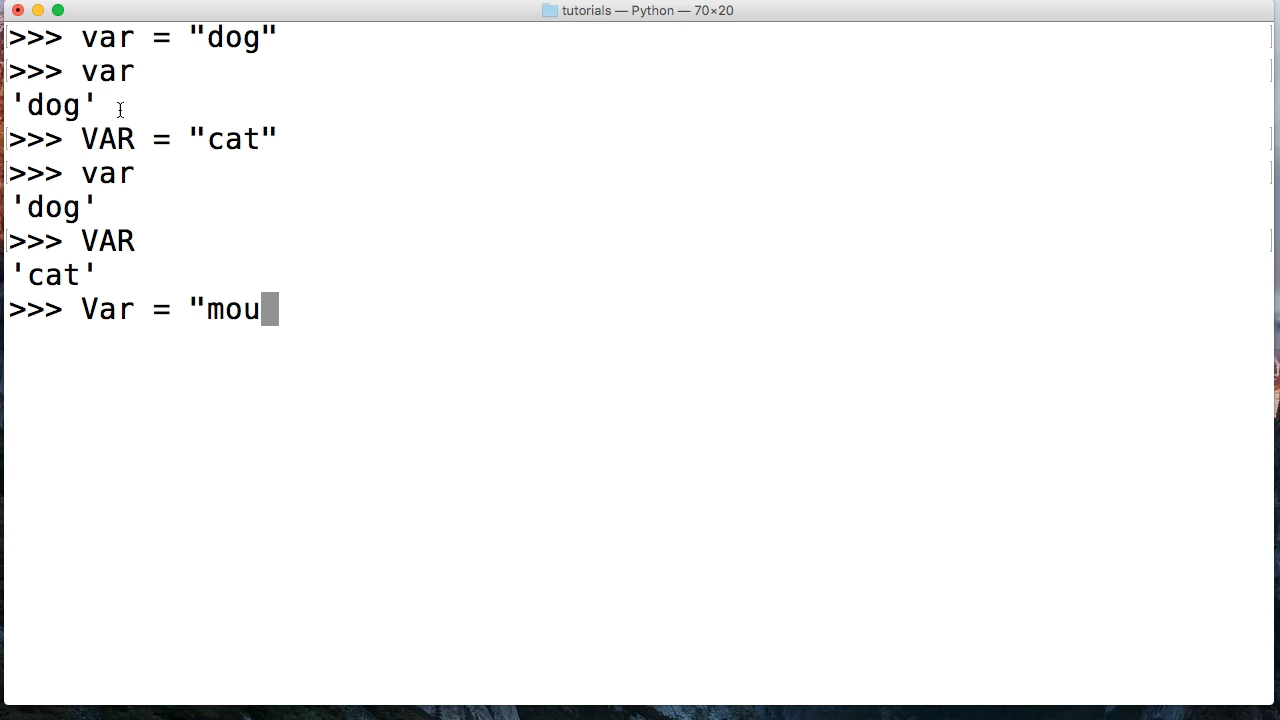 tutorials — Python — 70×20
>>> var = "dog"
>>> var
'dog'
>>> VAR = "cat"
>>> var
'dog'
>>> VAR
'cat'
>>> Var = "mou